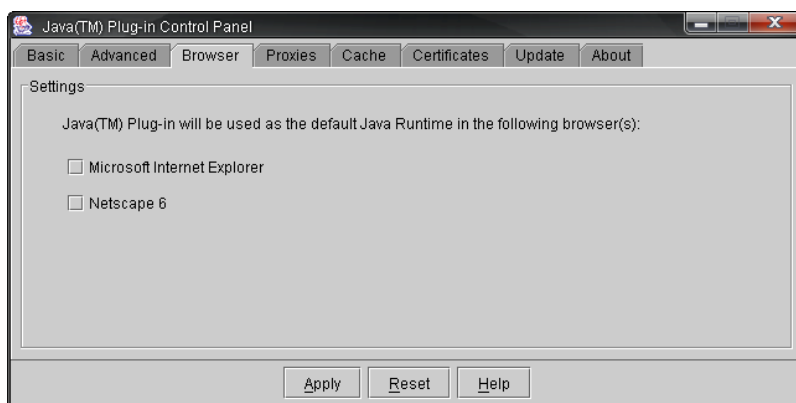 Java(TM) Plug-in Control Panel
Basic Advanced Browser Proxies Cache Certificates Update About
Settings
Java(TM) Plug-in will be used as the default Java Runtime in the following browser(s):
Microsoft Internet Explorer
Netscape 6
Apply Reset Help